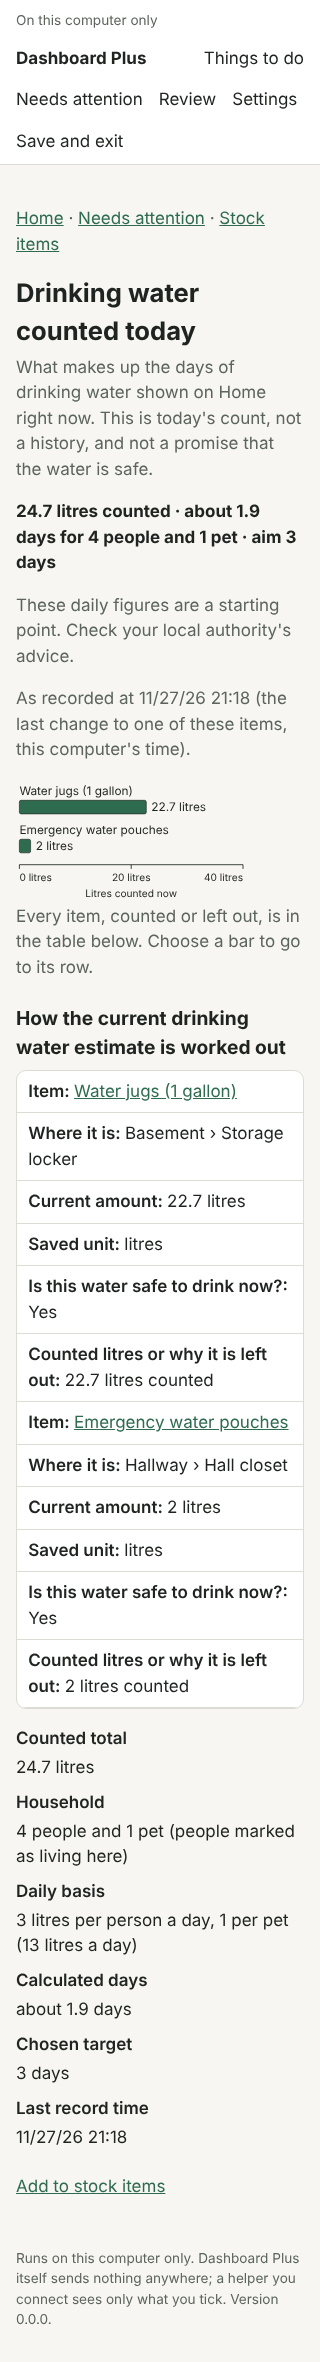 On this computer only
Dashboard Plus
Things to do
Needs attention
Review
Settings
Save and exit
Home · Needs attention · Stock
items
Drinking water
counted today
What makes up the days of
drinking water shown on Home
right now. This is today's count, not
a history, and not a promise that
the water is safe.
24.7 litres counted · about 1.9
days for 4 people and 1 pet · aim 3
days
These daily figures are a starting
point. Check your local authority's
advice.
As recorded at 11/27/26 21:18 (the
last change to one of these items,
this computer's time).
Water jugs (1 gallon)
22.7 litres
Emergency water pouches
2 litres
0 litres
20 litres
40 litres
Litres counted now
Every item, counted or left out, is in
the table below. Choose a bar to go
to its row.
How the current drinking
water estimate is worked out
Item: Water jugs (1 gallon)
Where it is: Basement › Storage
locker
Current amount: 22.7 litres
Saved unit: litres
Is this water safe to drink now?:
Yes
Counted litres or why it is left
out: 22.7 litres counted
Item: Emergency water pouches
Where it is: Hallway › Hall closet
Current amount: 2 litres
Saved unit: litres
Is this water safe to drink now?:
Yes
Counted litres or why it is left
out: 2 litres counted
Counted total
24.7 litres
Household
4 people and 1 pet (people marked
as living here)
Daily basis
3 litres per person a day, 1 per pet
(13 litres a day)
Calculated days
about 1.9 days
Chosen target
3 days
Last record time
11/27/26 21:18
Add to stock items
Runs on this computer only. Dashboard Plus
itself sends nothing anywhere; a helper you
connect sees only what you tick. Version
0.0.0.